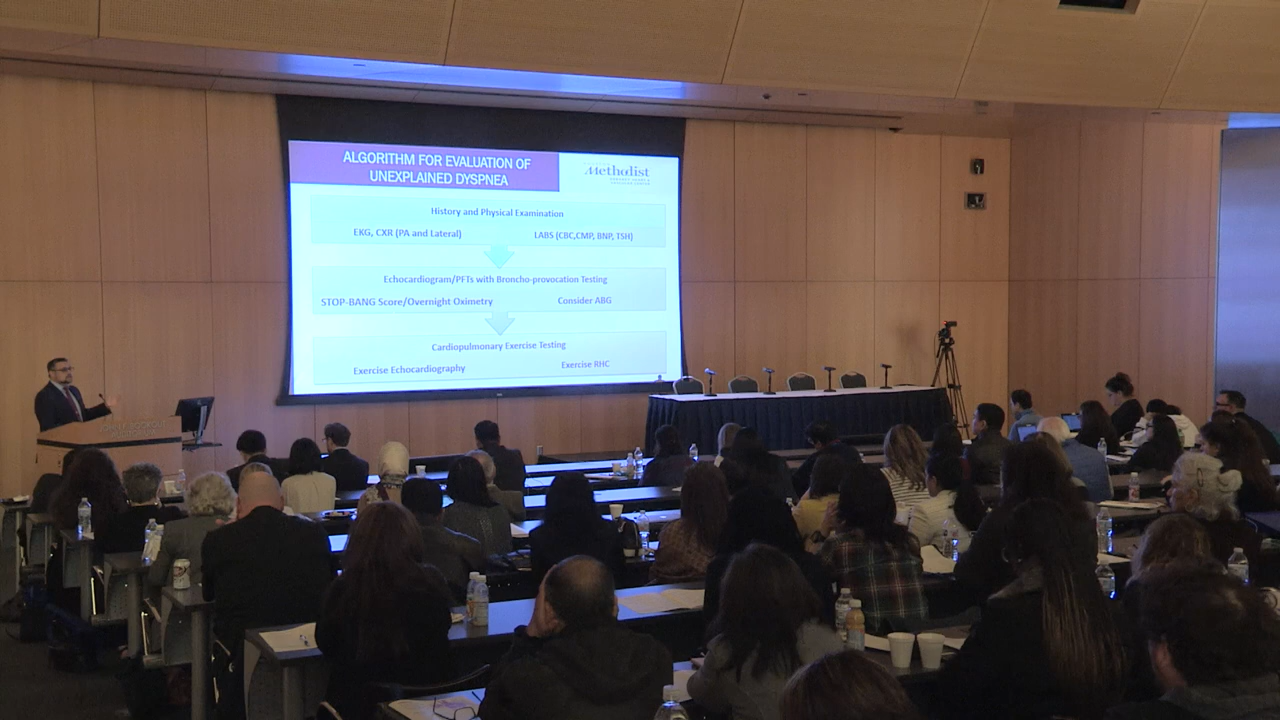 ALGORITHM FOR EVALUATION OF
UNEXPLAINED DYSPNEA
Methodist
History and Physical Examination
EKG, CXR (PA and Lateral)
LABS (CBC,CMP, BNP, TSH)
Echocardiogram/PFTs with Broncho-provocation Testing
STOP-BANG Score/Overnight Oximetry
Consider ABG
Cardiopulmonary Exercise Testing
Exercise Echocardiography
Exercise RHC